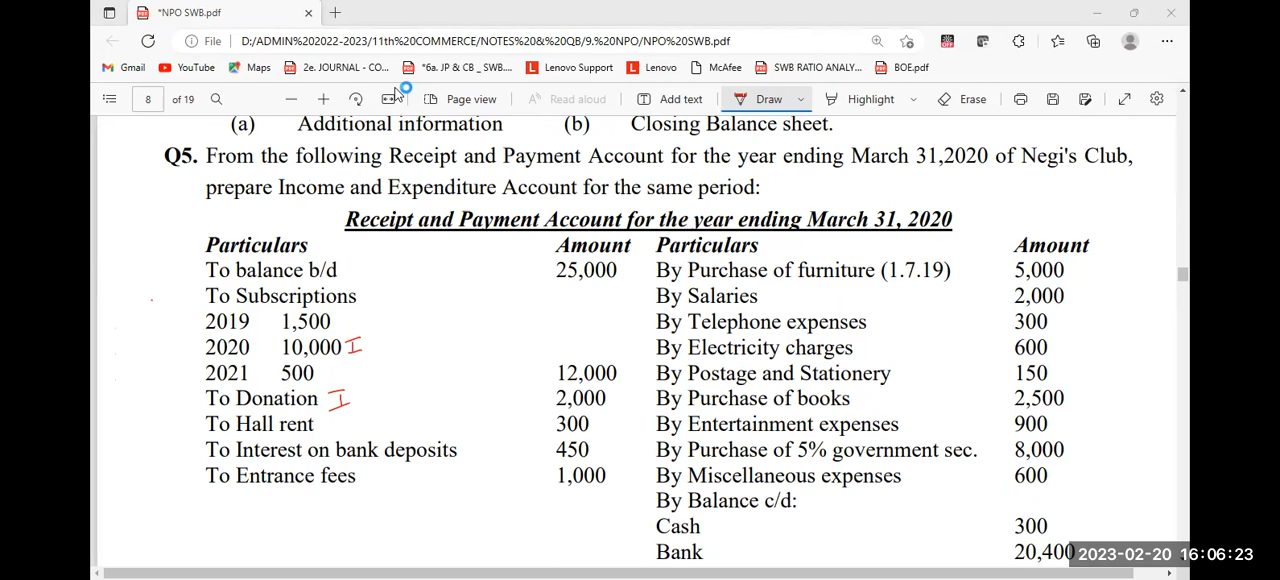 *NPO SWB.pdf
File D:/ADMIN%202022-2023/11th%20COMMERCE/NOTES%20&%20QB/9.%20NPO/NPO%20SWB.pdf
OFF
Gmail YouTube Maps 2e. JOURNAL - CO... *6a. JP & CB _ SWB.... Lenovo Support Lenovo McAfee SWB RATIO ANALY... BOE.pdf
8 of 19 Page view Read aloud Add text Draw Highlight Erase
(a) Additional information (b) Closing Balance sheet.
Q5. From the following Receipt and Payment Account for the year ending March 31,2020 of Negi's Club,
prepare Income and Expenditure Account for the same period:
Receipt and Payment Account for the year ending March 31, 2020
Particulars Amount Particulars Amount
To balance b/d 25,000 By Purchase of furniture (1.7.19) 5,000
To Subscriptions By Salaries 2,000
2019 1,500 By Telephone expenses 300
2020 10,000 I By Electricity charges 600
2021 500 12,000 By Postage and Stationery 150
To Donation I 2,000 By Purchase of books 2,500
To Hall rent 300 By Entertainment expenses 900
To Interest on bank deposits 450 By Purchase of 5% government sec. 8,000
To Entrance fees 1,000 By Miscellaneous expenses 600
By Balance c/d:
Cash 300
Bank 20,400
2023-02-20 16:06:23